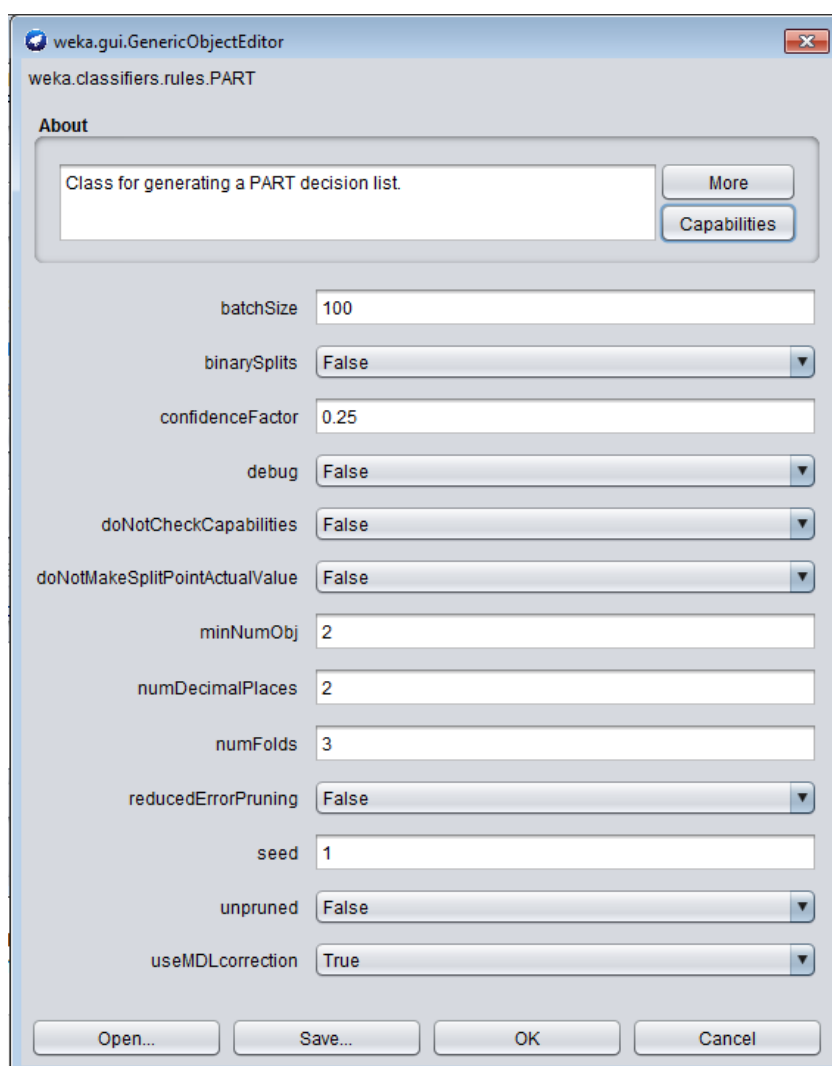 weka.gui.GenericObjectEditor
weka.classifiers.rules.PART
About
Class for generating a PART decision list.
More
Capabilities
batchSize 100
binarySplits False
confidenceFactor 0.25
debug False
doNotCheckCapabilities False
doNotMakeSplitPointActualValue False
minNumObj 2
numDecimalPlaces 2
numFolds 3
reducedErrorPruning False
seed 1
unpruned False
useMDLcorrection True
Open... Save... OK Cancel